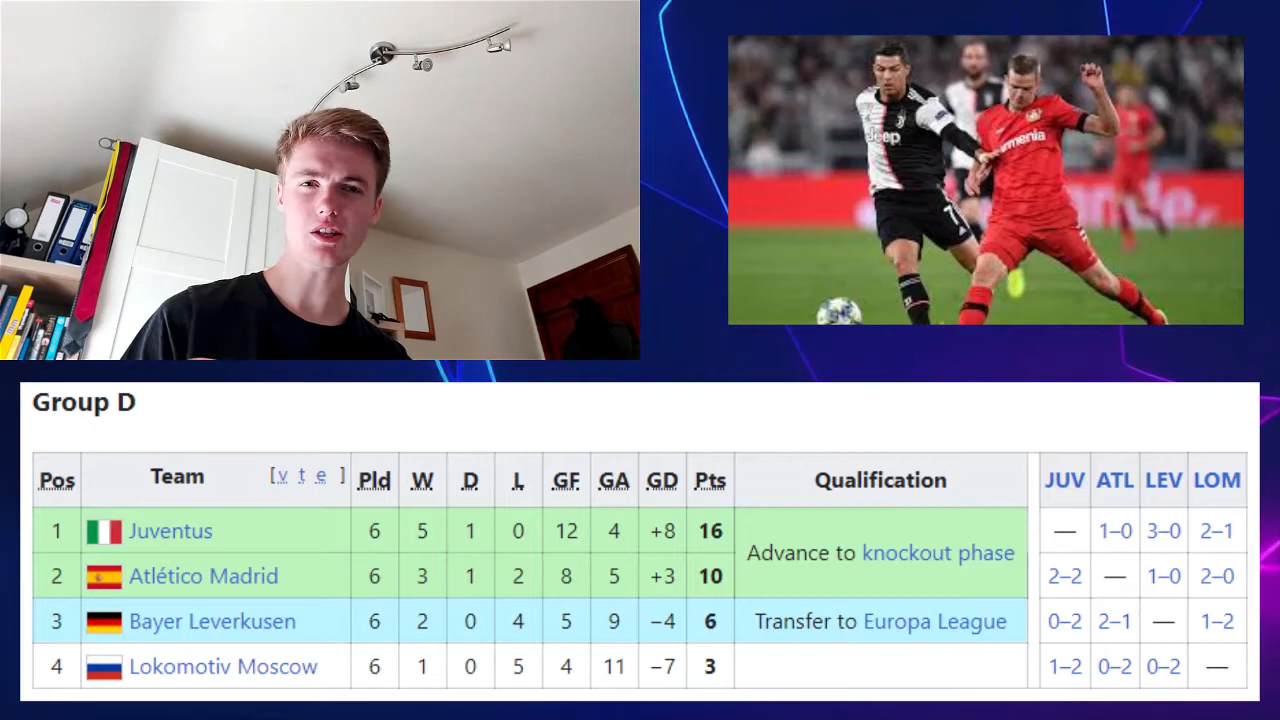 Jeep
7
Group D
Pos Team [v t e] Pld W D L GF GA GD Pts Qualification JUV ATL LEV LOM
1 Juventus 6 5 1 0 12 4 +8 16 Advance to knockout phase — 1–0 3–0 2–1
2 Atlético Madrid 6 3 1 2 8 5 +3 10 2–2 — 1–0 2–0
3 Bayer Leverkusen 6 2 0 4 5 9 −4 6 Transfer to Europa League 0–2 2–1 — 1–2
4 Lokomotiv Moscow 6 1 0 5 4 11 −7 3 1–2 0–2 0–2 —